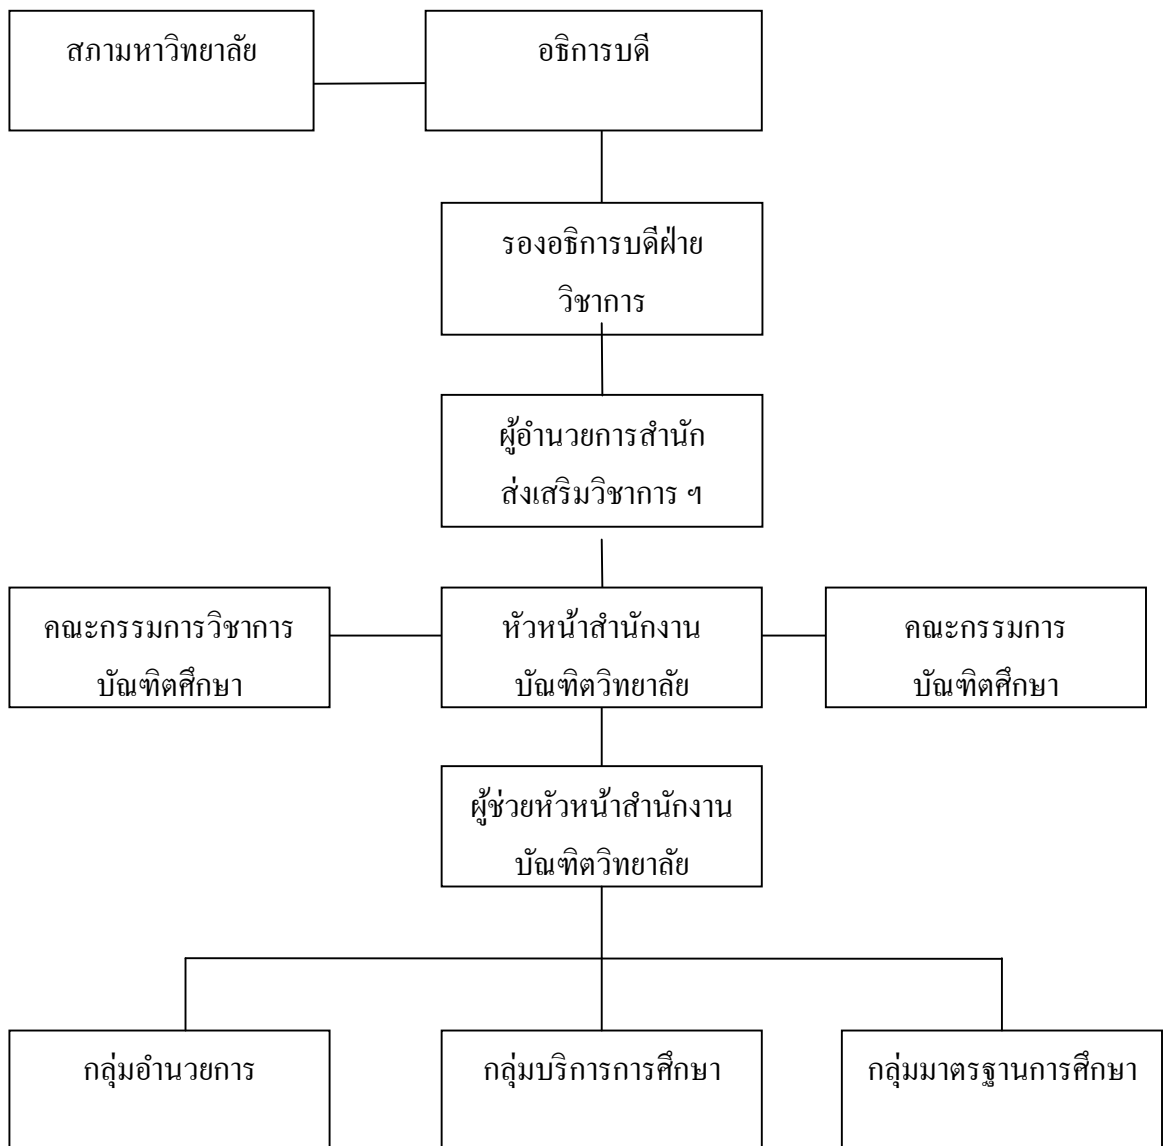 สภามหาวิทยาลัย
อธิการบดี
รองอธิการบดีฝ่าย
วิชาการ
ผู้อำนวยการสำนัก
ส่งเสริมวิชาการ ฯ
คณะกรรมการวิชาการ
บัณฑิตศึกษา
หัวหน้าสำนักงาน
บัณฑิตวิทยาลัย
คณะกรรมการ
บัณฑิตศึกษา
ผู้ช่วยหัวหน้าสำนักงาน
บัณฑิตวิทยาลัย
กลุ่มอำนวยการ
กลุ่มบริการการศึกษา
กลุ่มมาตรฐานการศึกษา